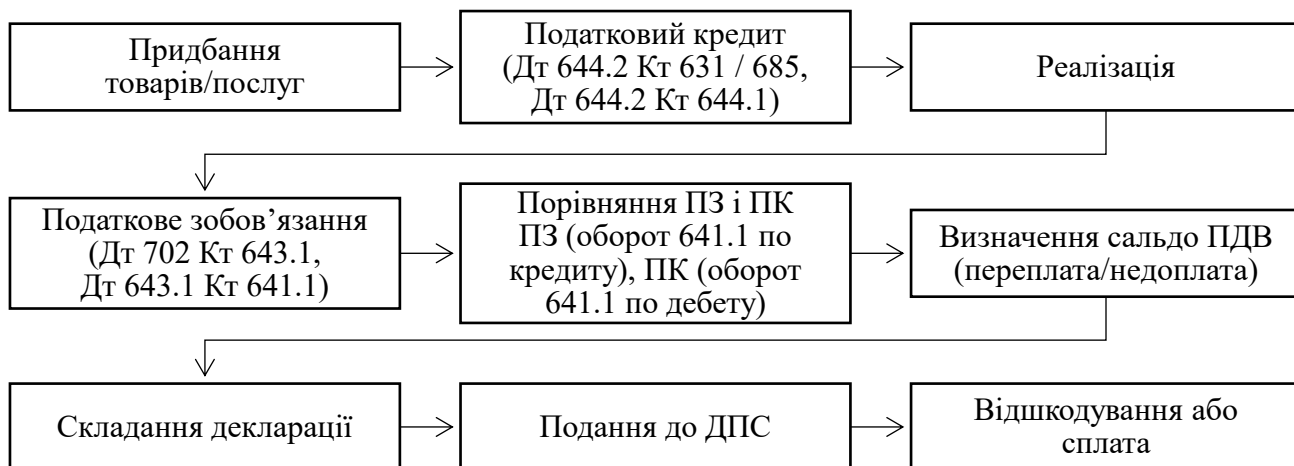 Придбання
товарів/послуг
Податковий кредит
(Дт 644.2 Кт 631 / 685,
Дт 644.2 Кт 644.1)
Реалізація
Податкове зобов’язання
(Дт 702 Кт 643.1,
Дт 643.1 Кт 641.1)
Порівняння ПЗ і ПК
ПЗ (оборот 641.1 по
кредиту), ПК (оборот
641.1 по дебету)
Визначення сальдо ПДВ
(переплата/недоплата)
Складання декларації
Подання до ДПС
Відшкодування або
сплата